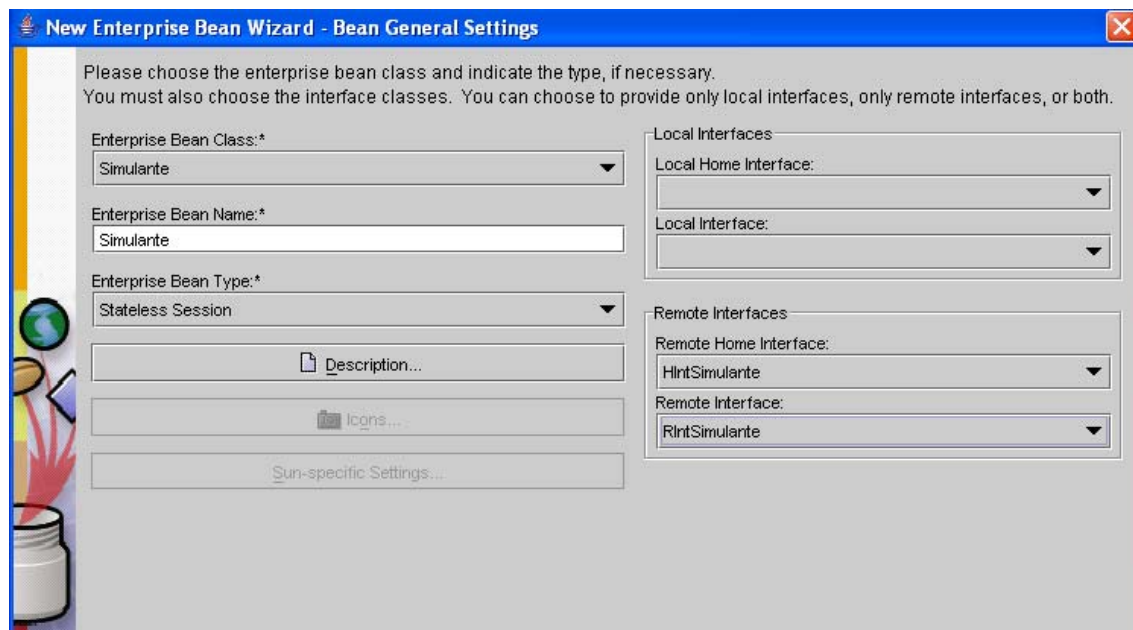 New Enterprise Bean Wizard - Bean General Settings
Please choose the enterprise bean class and indicate the type, if necessary.
You must also choose the interface classes. You can choose to provide only local interfaces, only remote interfaces, or both.
Enterprise Bean Class:*
Simulante
Enterprise Bean Name:*
Simulante
Enterprise Bean Type:*
Stateless Session
Description...
Icons...
Sun-specific Settings...
Local Interfaces
Local Home Interface:
Local Interface:
Remote Interfaces
Remote Home Interface:
HIntSimulante
Remote Interface:
RIntSimulante